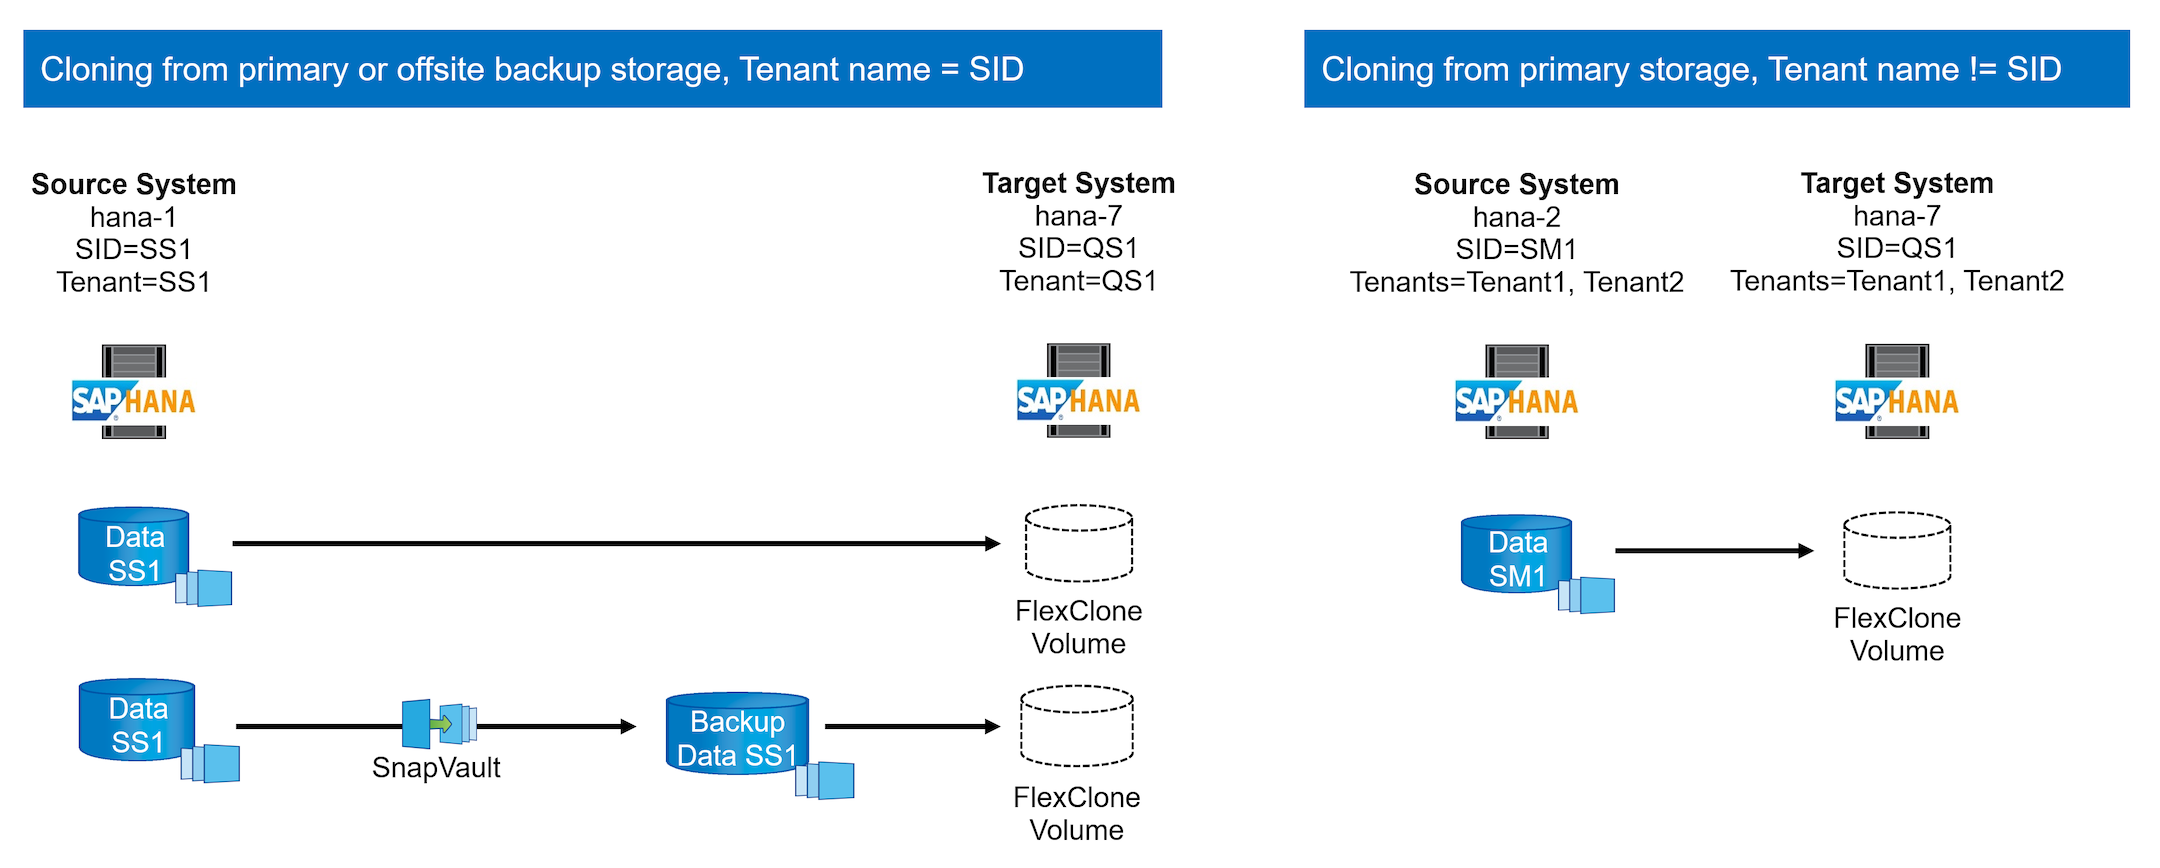 Cloning from primary or offsite backup storage, Tenant name = SID
Source System
hana-1
SID=SS1
Tenant=SS1
Target System
hana-7
SID=QS1
Tenant=QS1
SAP HANA
®
SAP HANA
®
Data
SS1
FlexClone
Volume
Data
SS1
SnapVault
Backup
Data SS1
FlexClone
Volume
Cloning from primary storage, Tenant name != SID
Source System
hana-2
SID=SM1
Tenants=Tenant1, Tenant2
Target System
hana-7
SID=QS1
Tenants=Tenant1, Tenant2
SAP HANA
®
SAP HANA
®
Data
SM1
FlexClone
Volume